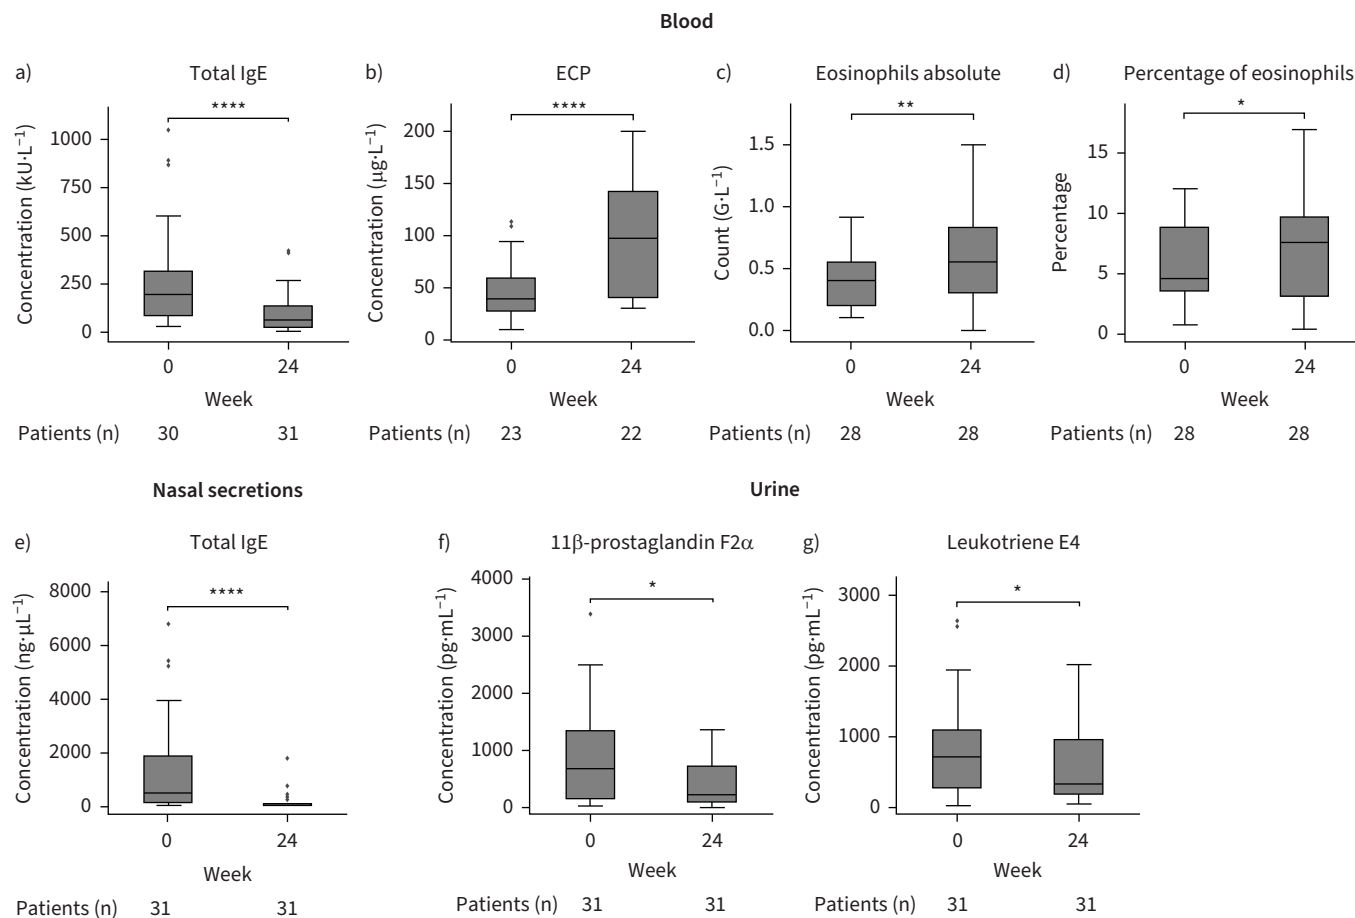 Blood
a) Total IgE
****
Concentration (kU·L−1)
1000
750
500
250
0
0 24
Week
Patients (n) 30 31
b) ECP
****
Concentration (µg·L−1)
200
150
100
50
0
0 24
Week
Patients (n) 23 22
c) Eosinophils absolute
**
Count (G·L−1)
1.5
1.0
0.5
0.0
0 24
Week
Patients (n) 28 28
d) Percentage of eosinophils
*
Percentage
15
10
5
0
0 24
Week
Patients (n) 28 28
Nasal secretions
e) Total IgE
****
Concentration (ng·µL−1)
8000
6000
4000
2000
0
0 24
Week
Patients (n) 31 31
Urine
f) 11β-prostaglandin F2α
*
Concentration (pg·mL−1)
4000
3000
2000
1000
0
0 24
Week
Patients (n) 31 31
g) Leukotriene E4
*
Concentration (pg·mL−1)
3000
2000
1000
0
0 24
Week
Patients (n) 31 31